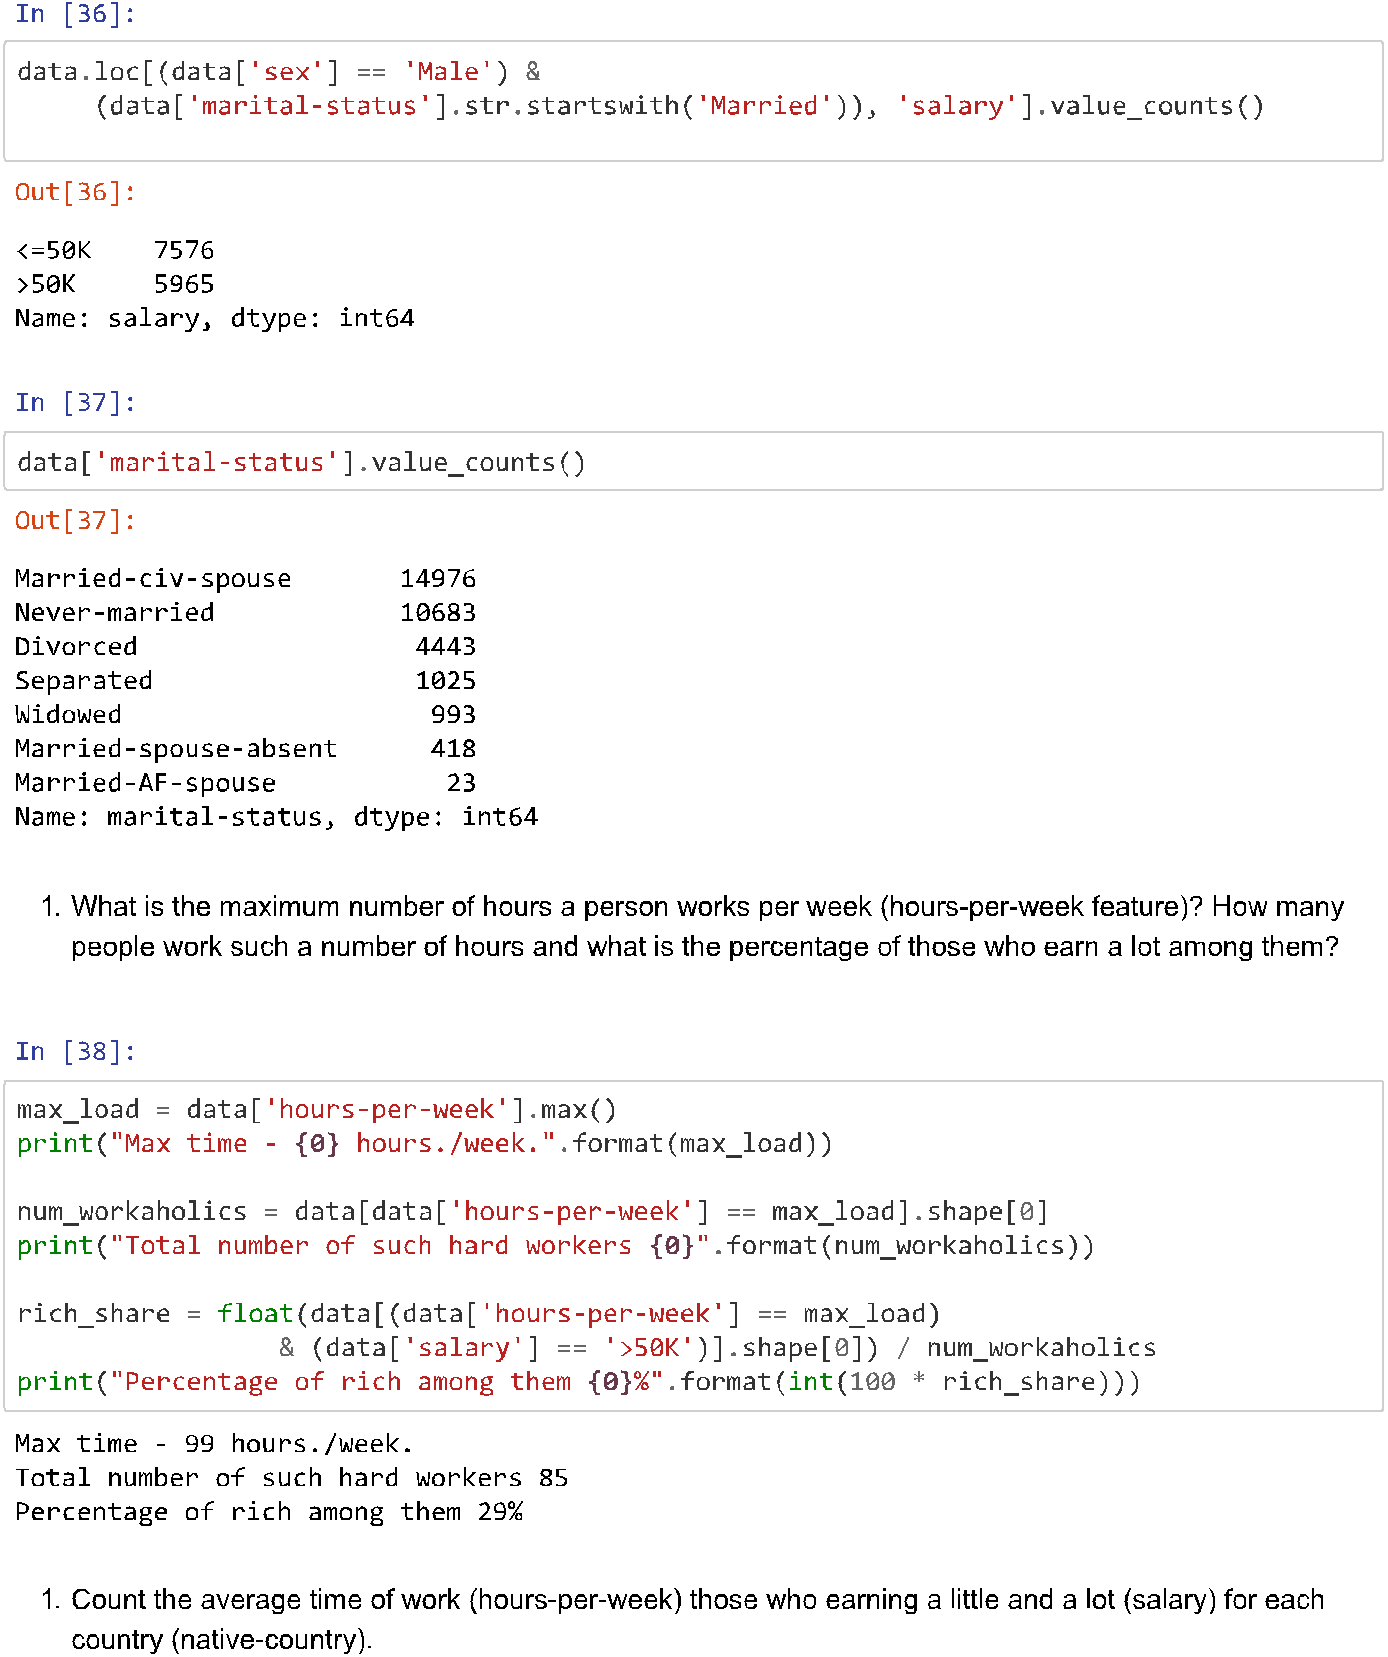 In [36]:
data.loc[(data['sex'] == 'Male') &
     (data['marital-status'].str.startswith('Married')), 'salary'].value_counts()
Out[36]:
<=50K    7576
>50K     5965
Name: salary, dtype: int64
In [37]:
data['marital-status'].value_counts()
Out[37]:
Married-civ-spouse       14976
Never-married            10683
Divorced                  4443
Separated                 1025
Widowed                    993
Married-spouse-absent      418
Married-AF-spouse           23
Name: marital-status, dtype: int64
1. What is the maximum number of hours a person works per week (hours-per-week feature)? How many
people work such a number of hours and what is the percentage of those who earn a lot among them?
In [38]:
max_load = data['hours-per-week'].max()
print("Max time - {0} hours./week.".format(max_load))
num_workaholics = data[data['hours-per-week'] == max_load].shape[0]
print("Total number of such hard workers {0}".format(num_workaholics))
rich_share = float(data[(data['hours-per-week'] == max_load)
                 & (data['salary'] == '>50K')].shape[0]) / num_workaholics
print("Percentage of rich among them {0}%".format(int(100 * rich_share)))
Max time - 99 hours./week.
Total number of such hard workers 85
Percentage of rich among them 29%
1. Count the average time of work (hours-per-week) those who earning a little and a lot (salary) for each
country (native-country).